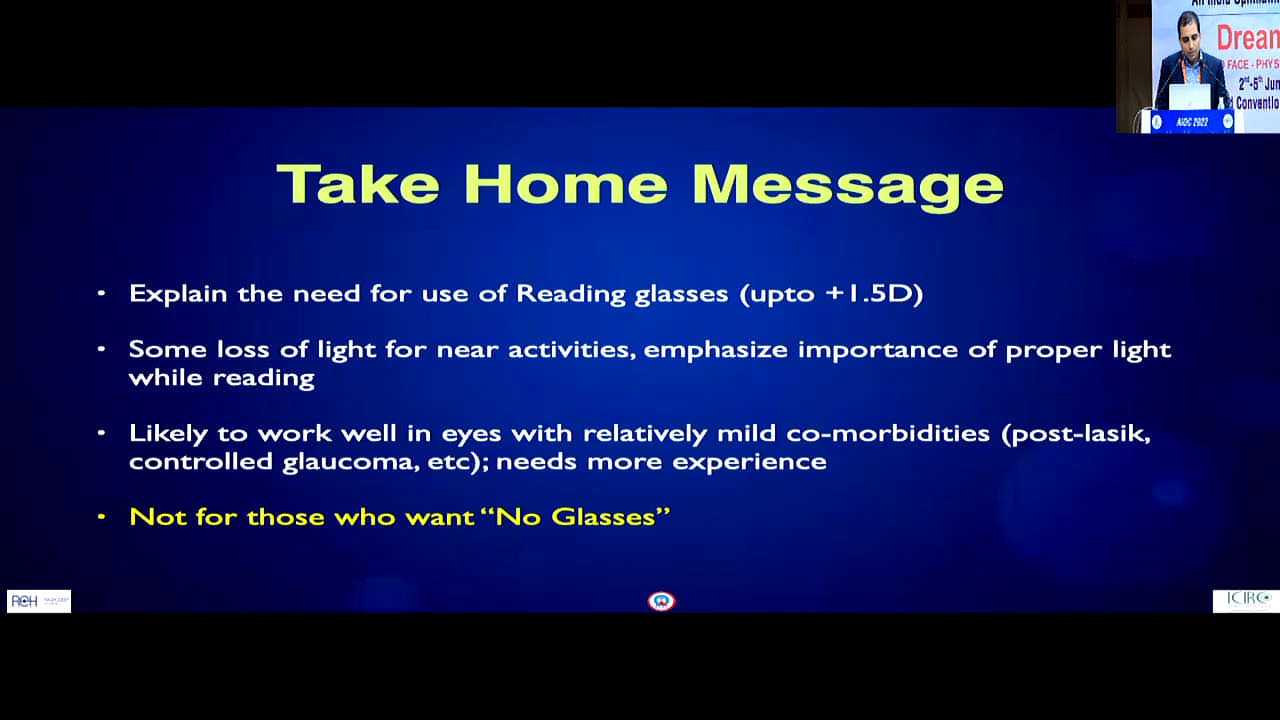 Drean
FACE - PHYS
2nd-5th Jun
Conventio
AIOC 2022
Take Home Message
• Explain the need for use of Reading glasses (upto +1.5D)
• Some loss of light for near activities, emphasize importance of proper light
while reading
• Likely to work well in eyes with relatively mild co-morbidities (post-lasik,
controlled glaucoma, etc); needs more experience
• Not for those who want “No Glasses”
RCH
ICIRC